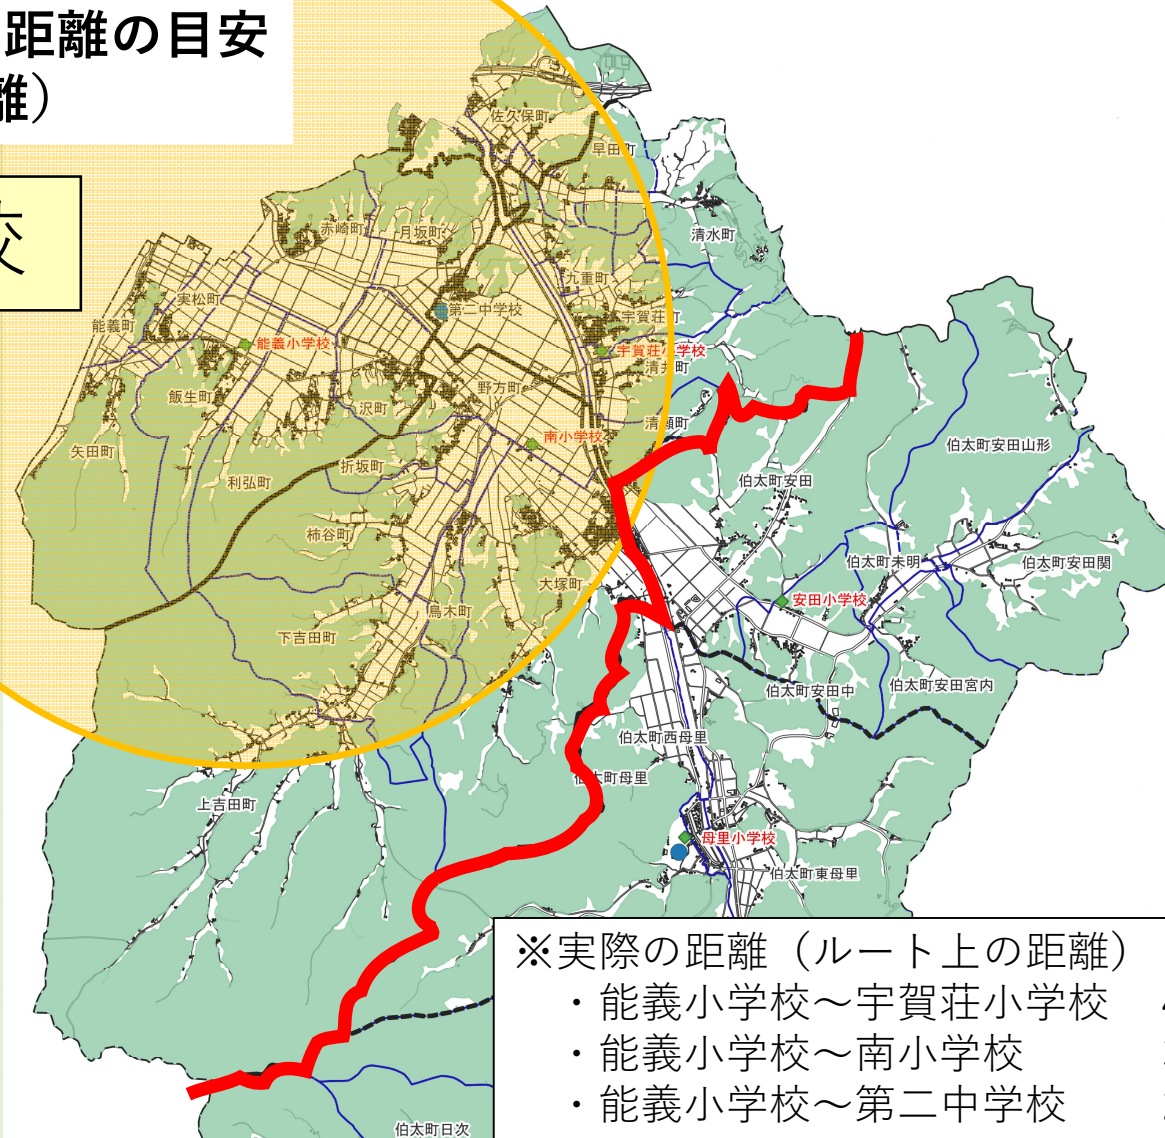 距離の目安
離）
校
佐久保町
早田町
清水町
赤崎町
月坂町
九重町
実松町
第二中学校
宇賀荘町
能義町
能義小学校
宇賀荘小学校
清井町
飯生町
沢町
野方町
清瀬町
南小学校
矢田町
折坂町
利弘町
伯太町安田
伯太町安田山形
柿谷町
大塚町
伯太町未明
伯太町安田関
安田小学校
鳥木町
下吉田町
伯太町安田中
伯太町安田宮内
伯太町西母里
伯太町母里
上吉田町
母里小学校
伯太町東母里
※実際の距離（ルート上の距離）
・能義小学校～宇賀荘小学校
・能義小学校～南小学校
・能義小学校～第二中学校
伯太町日次